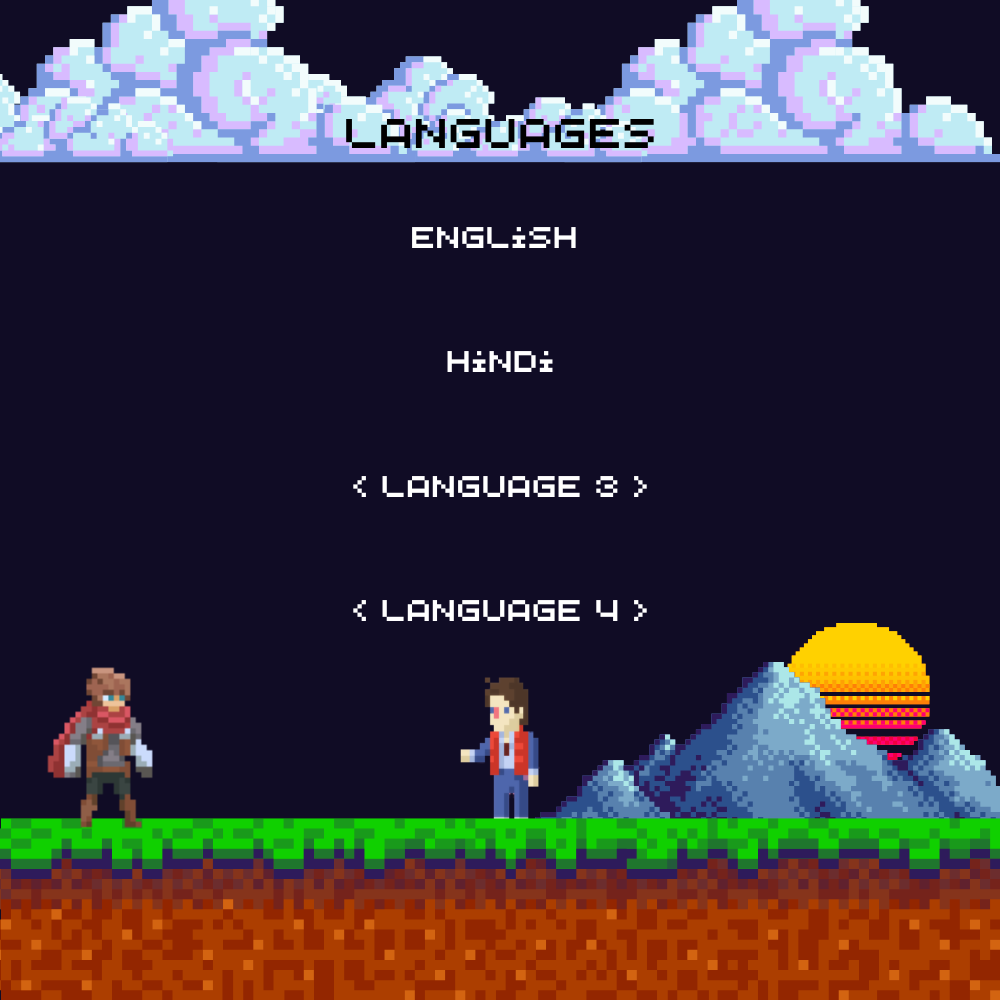 LANGUAGES
ENGLiSH
HiNDi
< LANGUAGE 3 >
< LANGUAGE 4 >